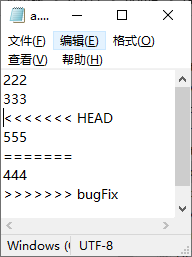 a....
文件(F) 编辑(E) 格式(O)
查看(V) 帮助(H)
222
333
<<<<<<< HEAD
555
=======
444
>>>>>>> bugFix
Windows ( UTF-8